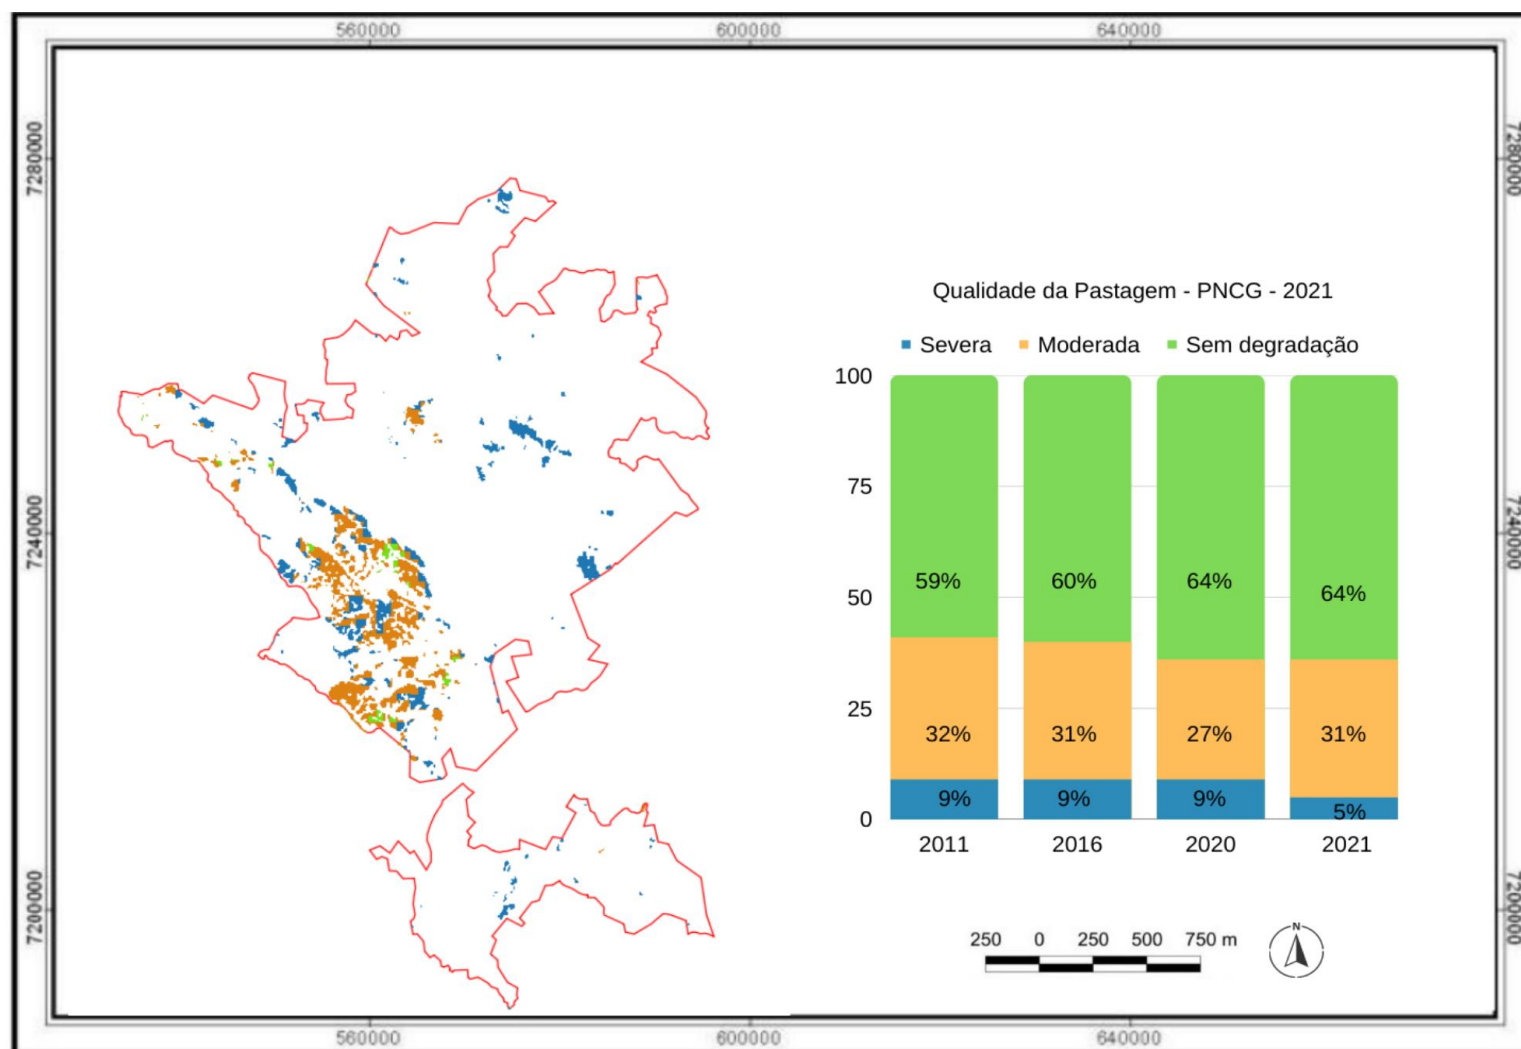 560000 600000 640000
7280000
7280000
Qualidade da Pastagem - PNCG - 2021
Severa Moderada Sem degradação
100
75
50
25
0
59% 60% 64% 64%
32% 31% 27% 31%
9% 9% 9% 5%
2011 2016 2020 2021
7240000
7240000
7200000
7200000
250 0 250 500 750 m
N
560000 600000 640000